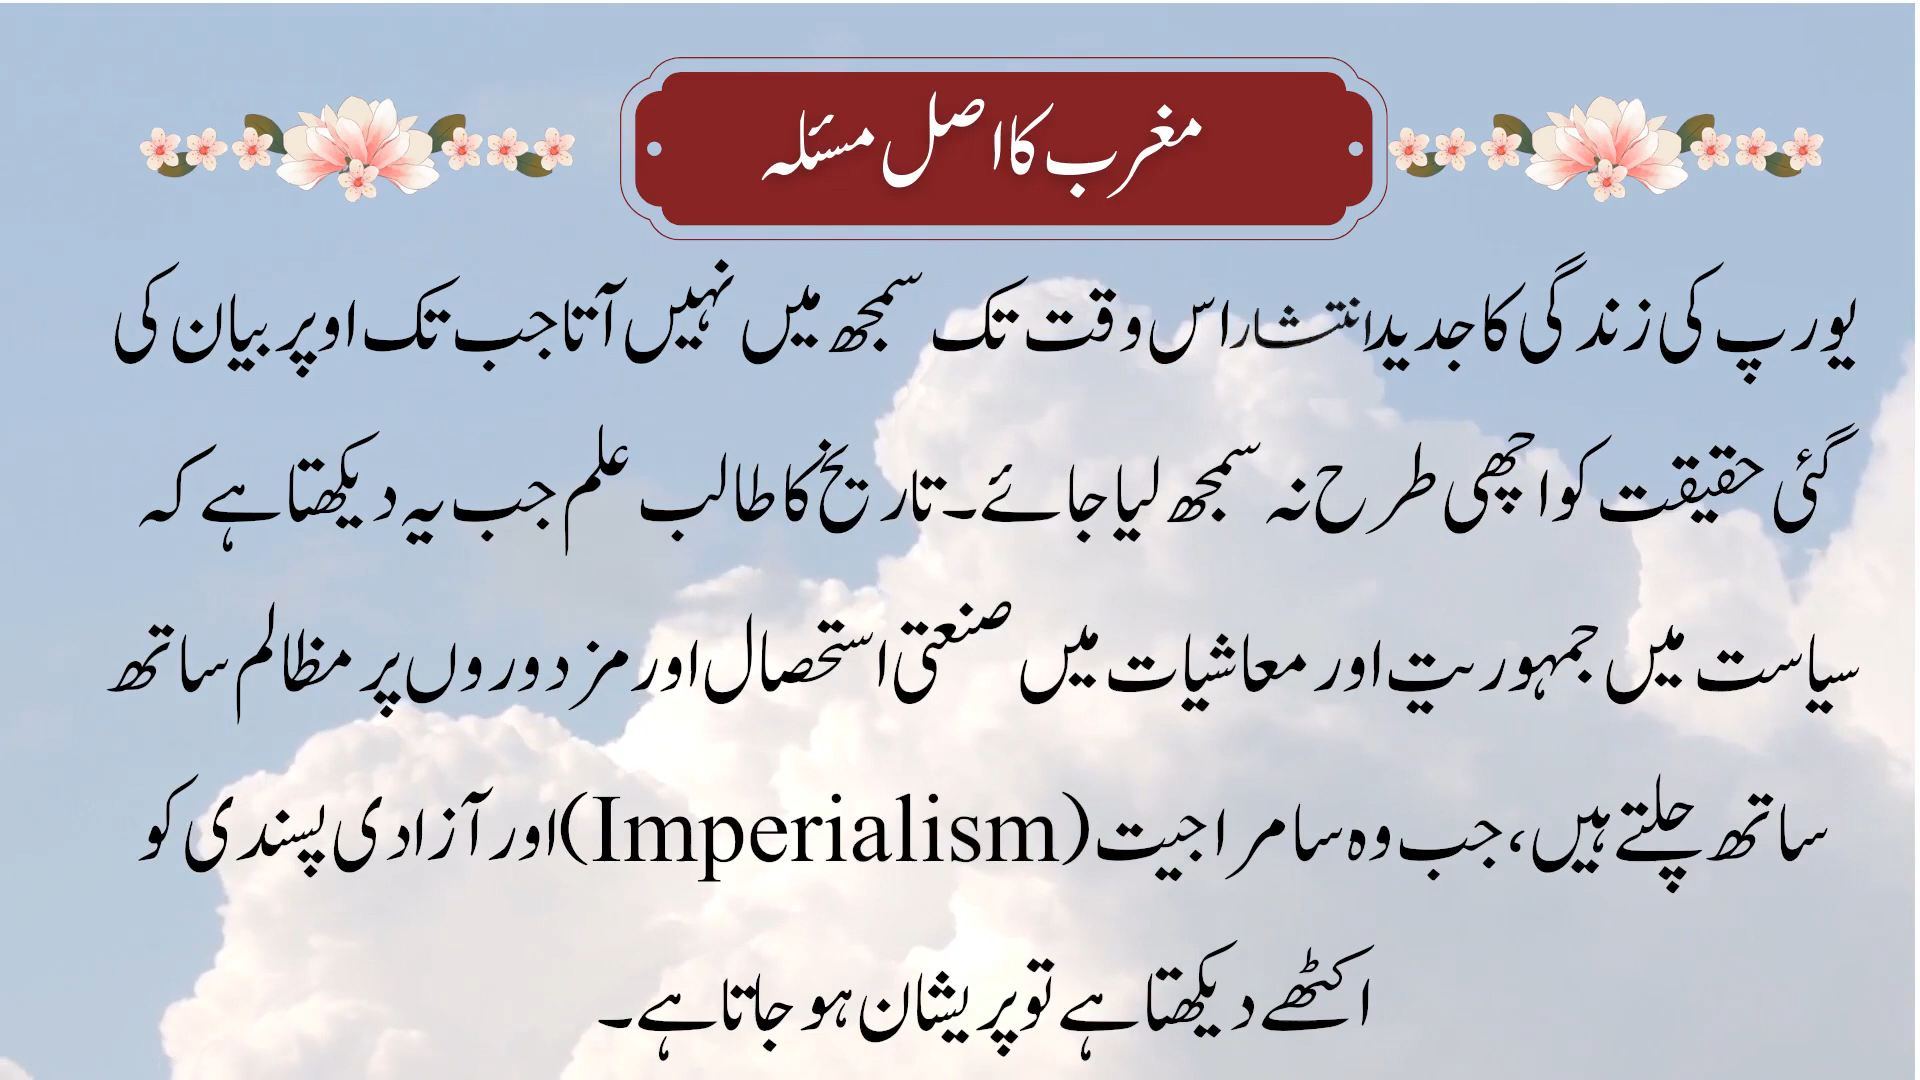 مغرب کا اصل مسئلہ
یورپ کی زندگی کا جدید انتشار اس وقت تک سمجھ میں نہیں آتا جب تک اوپر بیان کی
گئی حقیقت کو اچھی طرح نہ سمجھ لیا جائے۔ تاریخ کا طالب علم جب یہ دیکھتا ہے کہ
سیاست میں جمہوریت اور معاشیات میں صنعتی استحصال اور مزدوروں پر مظالم ساتھ
ساتھ چلتے ہیں، جب وہ سامراجیت (Imperialism) اور آزادی پسندی کو
اکٹھے دیکھتا ہے تو پریشان ہو جاتا ہے۔